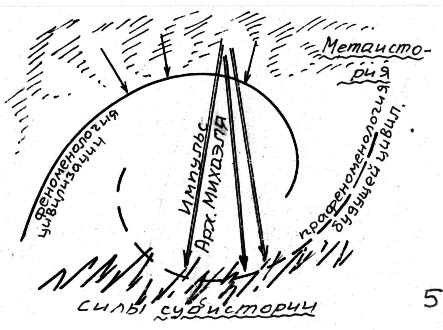 Метаисто-
рия
феноменология
цивилизации
Импульс
Арх. Михаэла
прафеноменология
будущей цивил.
силы субистории
5